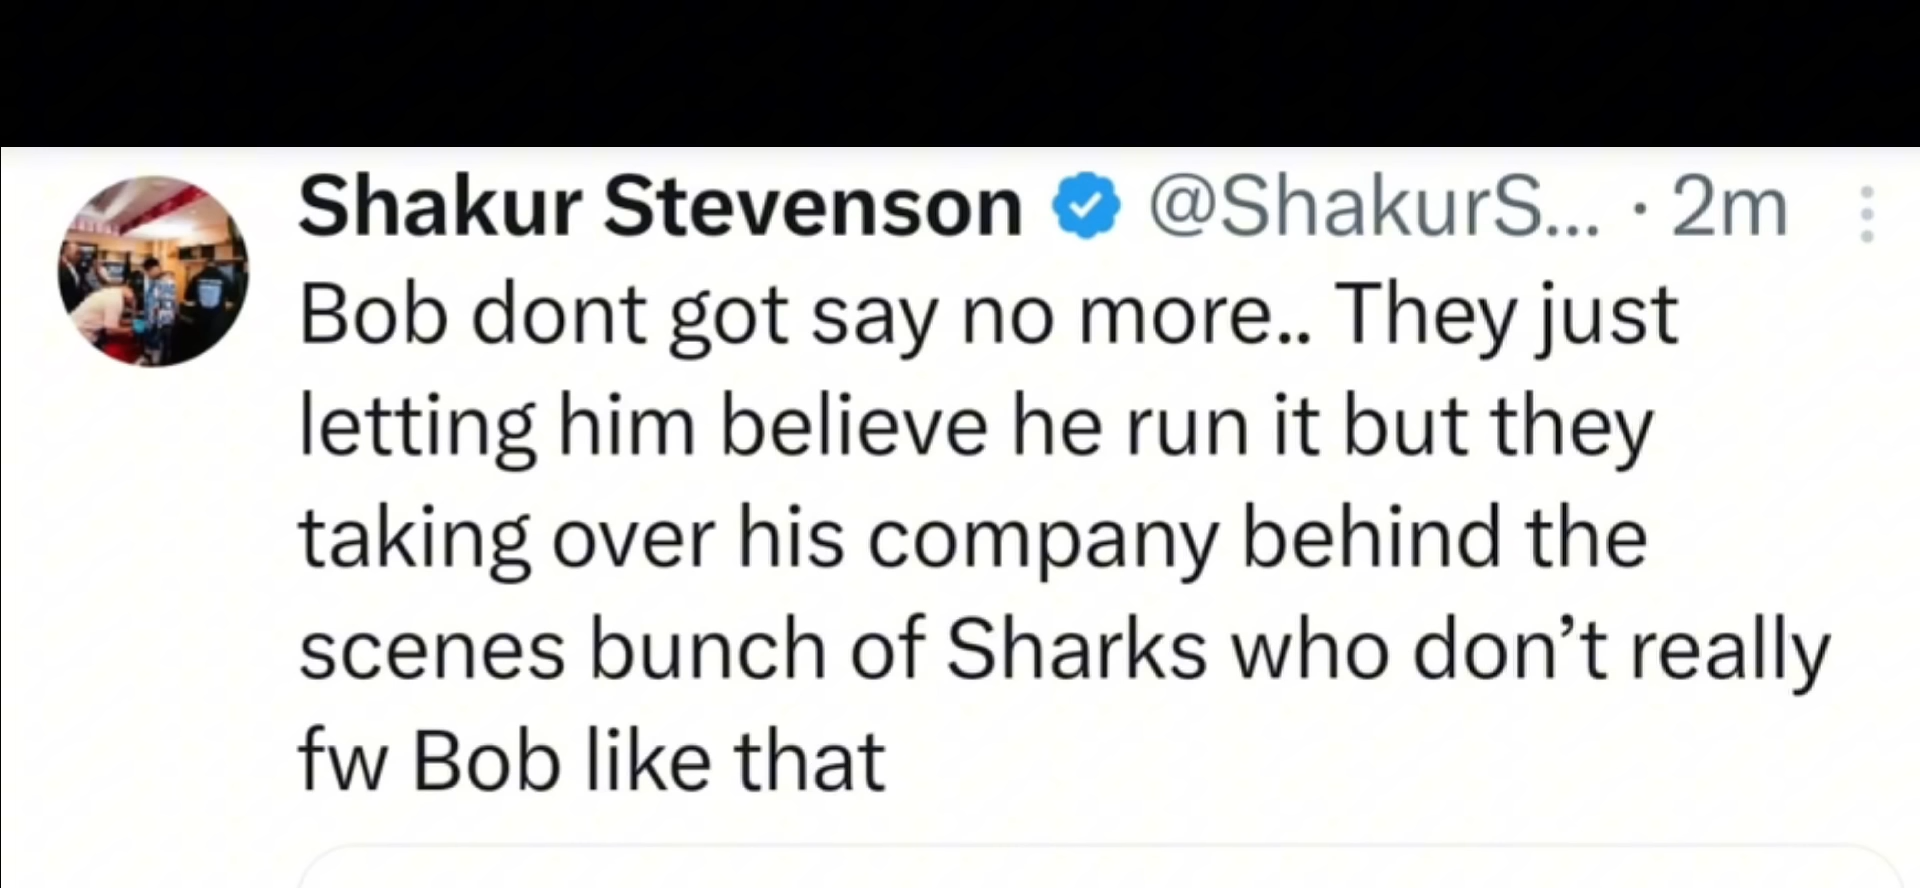 Shakur Stevenson @ShakurS... · 2m
Bob dont got say no more.. They just
letting him believe he run it but they
taking over his company behind the
scenes bunch of Sharks who don’t really
fw Bob like that